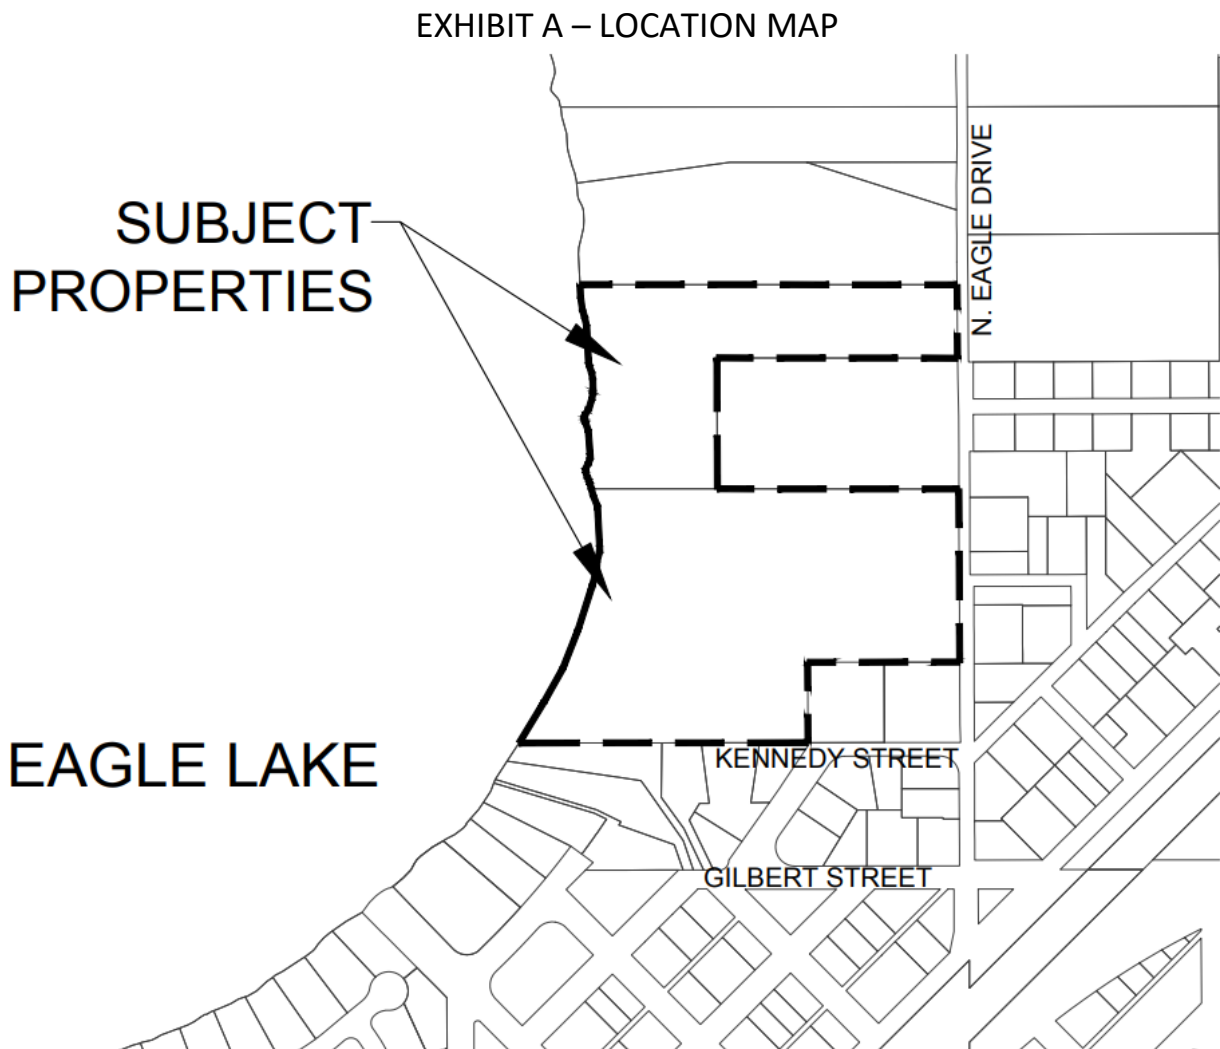 EXHIBIT A – LOCATION MAP
N. EAGLE DRIVE
SUBJECT
PROPERTIES
EAGLE LAKE
KENNEDY STREET
GILBERT STREET